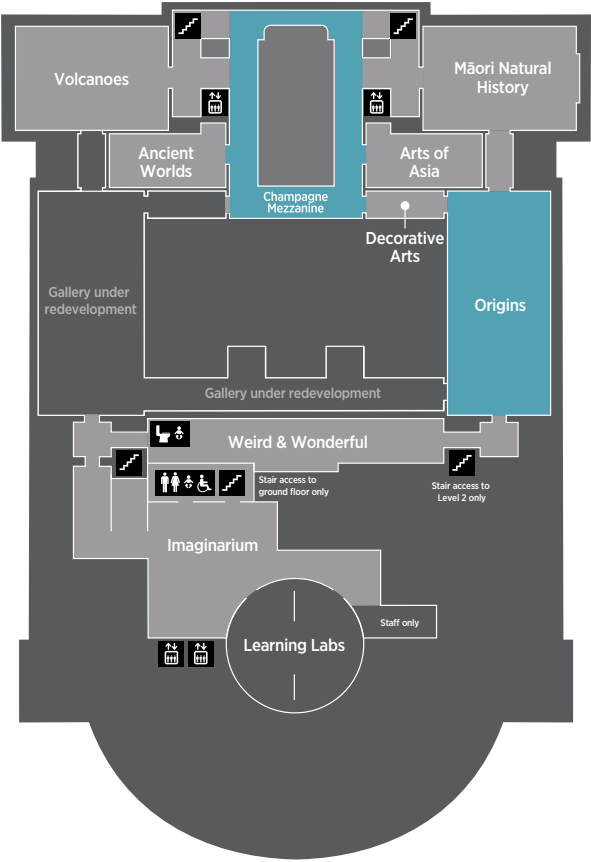 Volcanoes
Māori Natural
History
Ancient
Worlds
Arts of
Asia
Champagne
Mezzanine
Decorative
Arts
Gallery under
redevelopment
Origins
Gallery under redevelopment
Weird & Wonderful
Stair access to
ground floor only
Stair access to
Level 2 only
Imaginarium
Staff only
Learning Labs